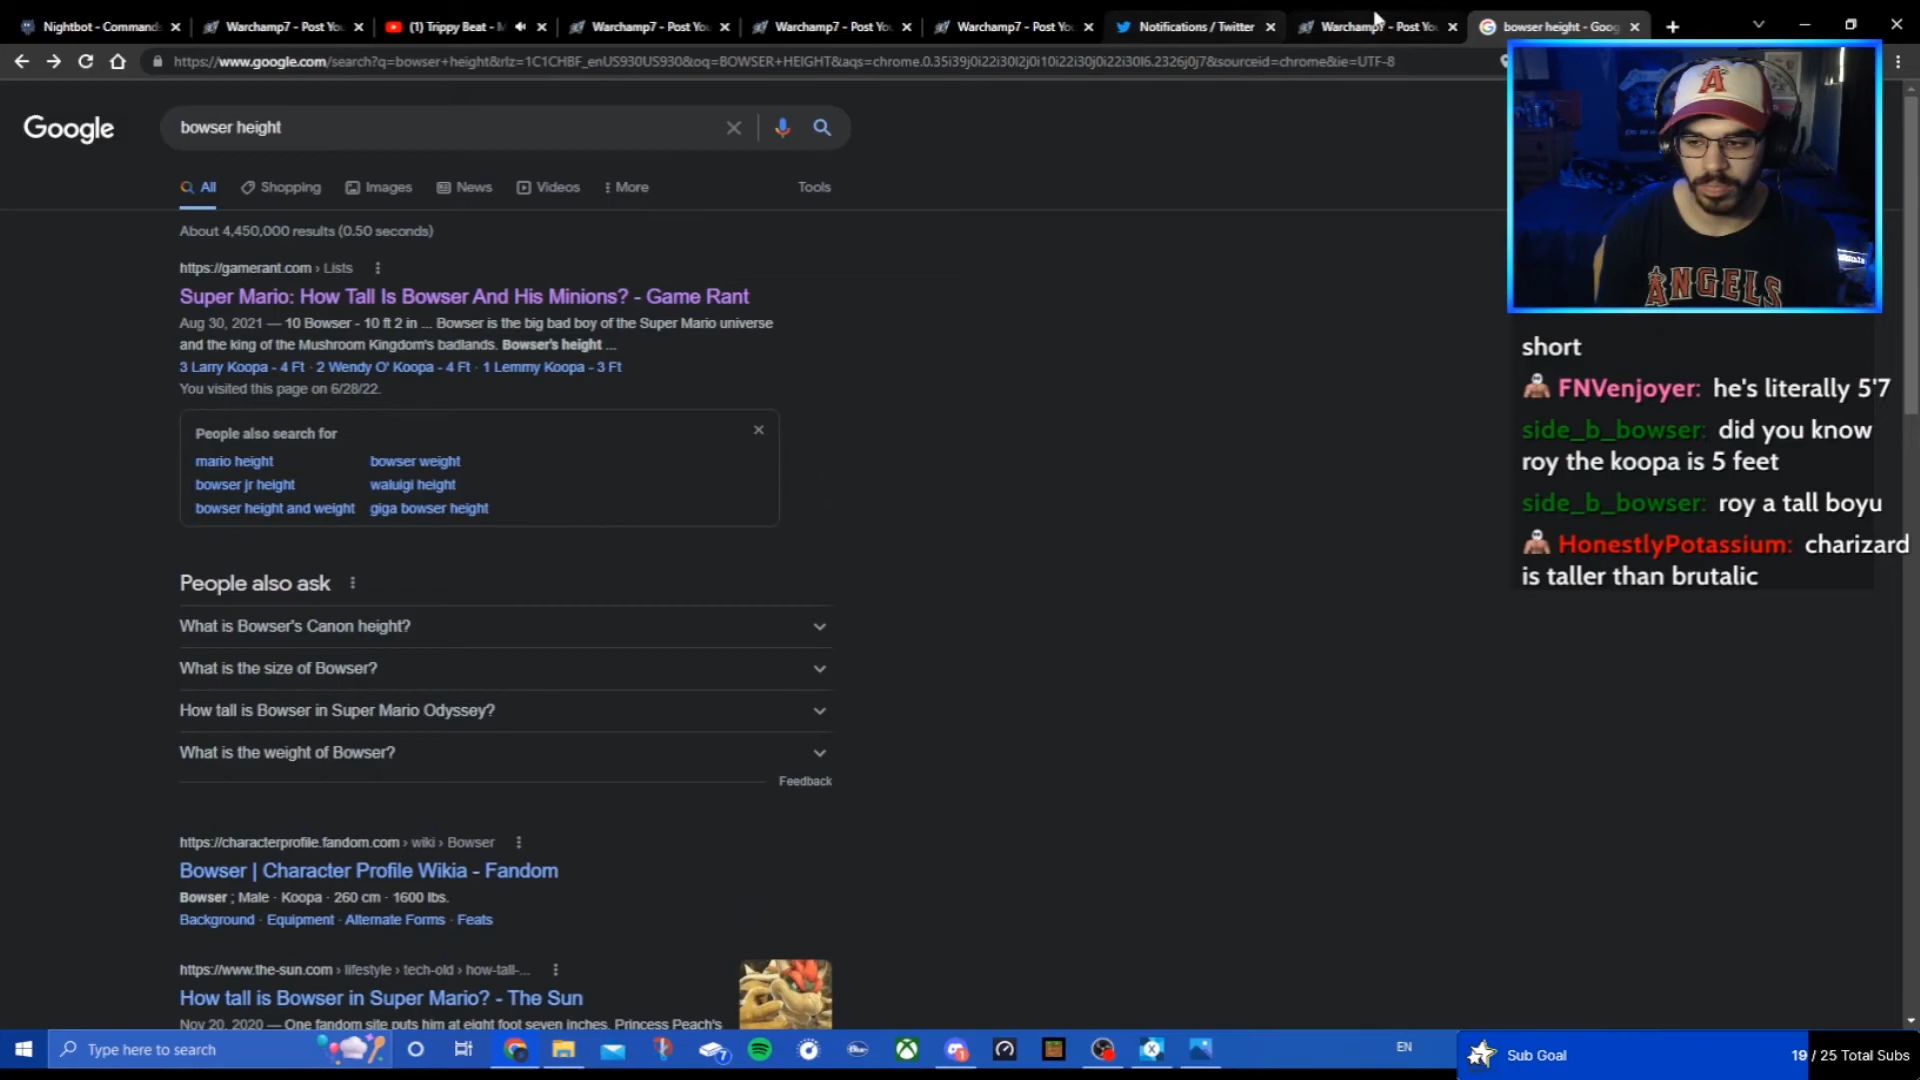 Nightbot - Command
Warchamp7 - Post Yo
(1) Trippy Beat - M
Warchamp7 - Post Yo
Warchamp7 - Post Yo
Warchamp7 - Post Yo
Notifications / Twitter
Warchamp7 - Post Yo
bowser height - Goo
https://www.google.com/search?q=bowser+height&rlz=1C1CHBF_enUS930US930&oq=BOWSER+HEIGHT&aqs=chrome.0.35i39j0i22i30l2j0i10i22i30j0i22i30l6.2326j0j7&sourceid=chrome&ie=UTF-8
Google
bowser height
All
Shopping
Images
News
Videos
More
Tools
About 4,450,000 results (0.50 seconds)
https://gamerant.com › Lists
Super Mario: How Tall Is Bowser And His Minions? - Game Rant
Aug 30, 2021 — 10 Bowser - 10 ft 2 in ... Bowser is the big bad boy of the Super Mario universe
and the king of the Mushroom Kingdom's badlands. Bowser's height ...
3 Larry Koopa - 4 Ft · 2 Wendy O' Koopa - 4 Ft · 1 Lemmy Koopa - 3 Ft
You visited this page on 6/28/22.
People also search for
mario height
bowser weight
bowser jr height
waluigi height
bowser height and weight
giga bowser height
People also ask
What is Bowser's Canon height?
What is the size of Bowser?
How tall is Bowser in Super Mario Odyssey?
What is the weight of Bowser?
Feedback
https://characterprofile.fandom.com › wiki › Bowser
Bowser | Character Profile Wikia - Fandom
Bowser ; Male · Koopa · 260 cm · 1600 lbs.
Background · Equipment · Alternate Forms · Feats
https://www.the-sun.com › lifestyle › tech-old › how-tall-...
How tall is Bowser in Super Mario? - The Sun
Nov 20, 2020 — One fandom site puts him at eight foot seven inches. Princess Peach's
A
ANGELS
short
FNVenjoyer: he's literally 5'7
side_b_bowser: did you know
roy the koopa is 5 feet
side_b_bowser: roy a tall boyu
HonestlyPotassium: charizard
is taller than brutalic
Type here to search
7
1
EN
Sub Goal
19 / 25 Total Subs